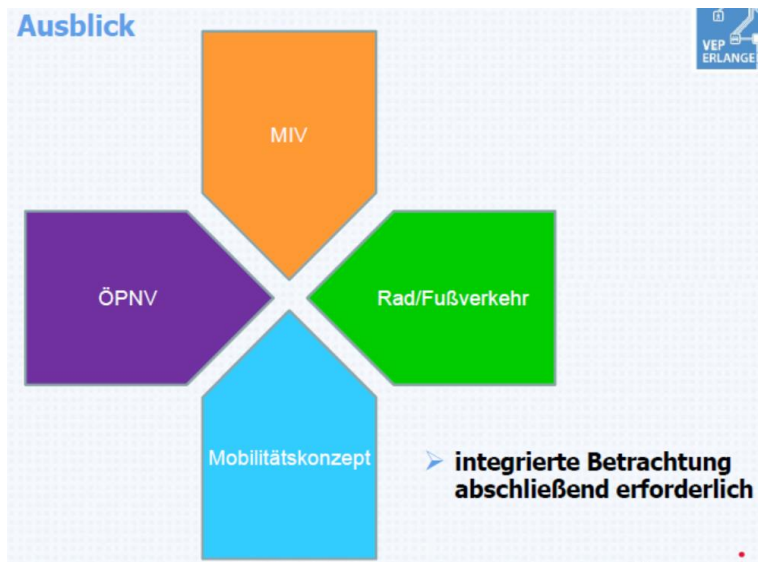 Ausblick
VEP
ERLANGE
MIV
ÖPNV
Rad/Fußverkehr
Mobilitätskonzept
integrierte Betrachtung
abschließend erforderlich